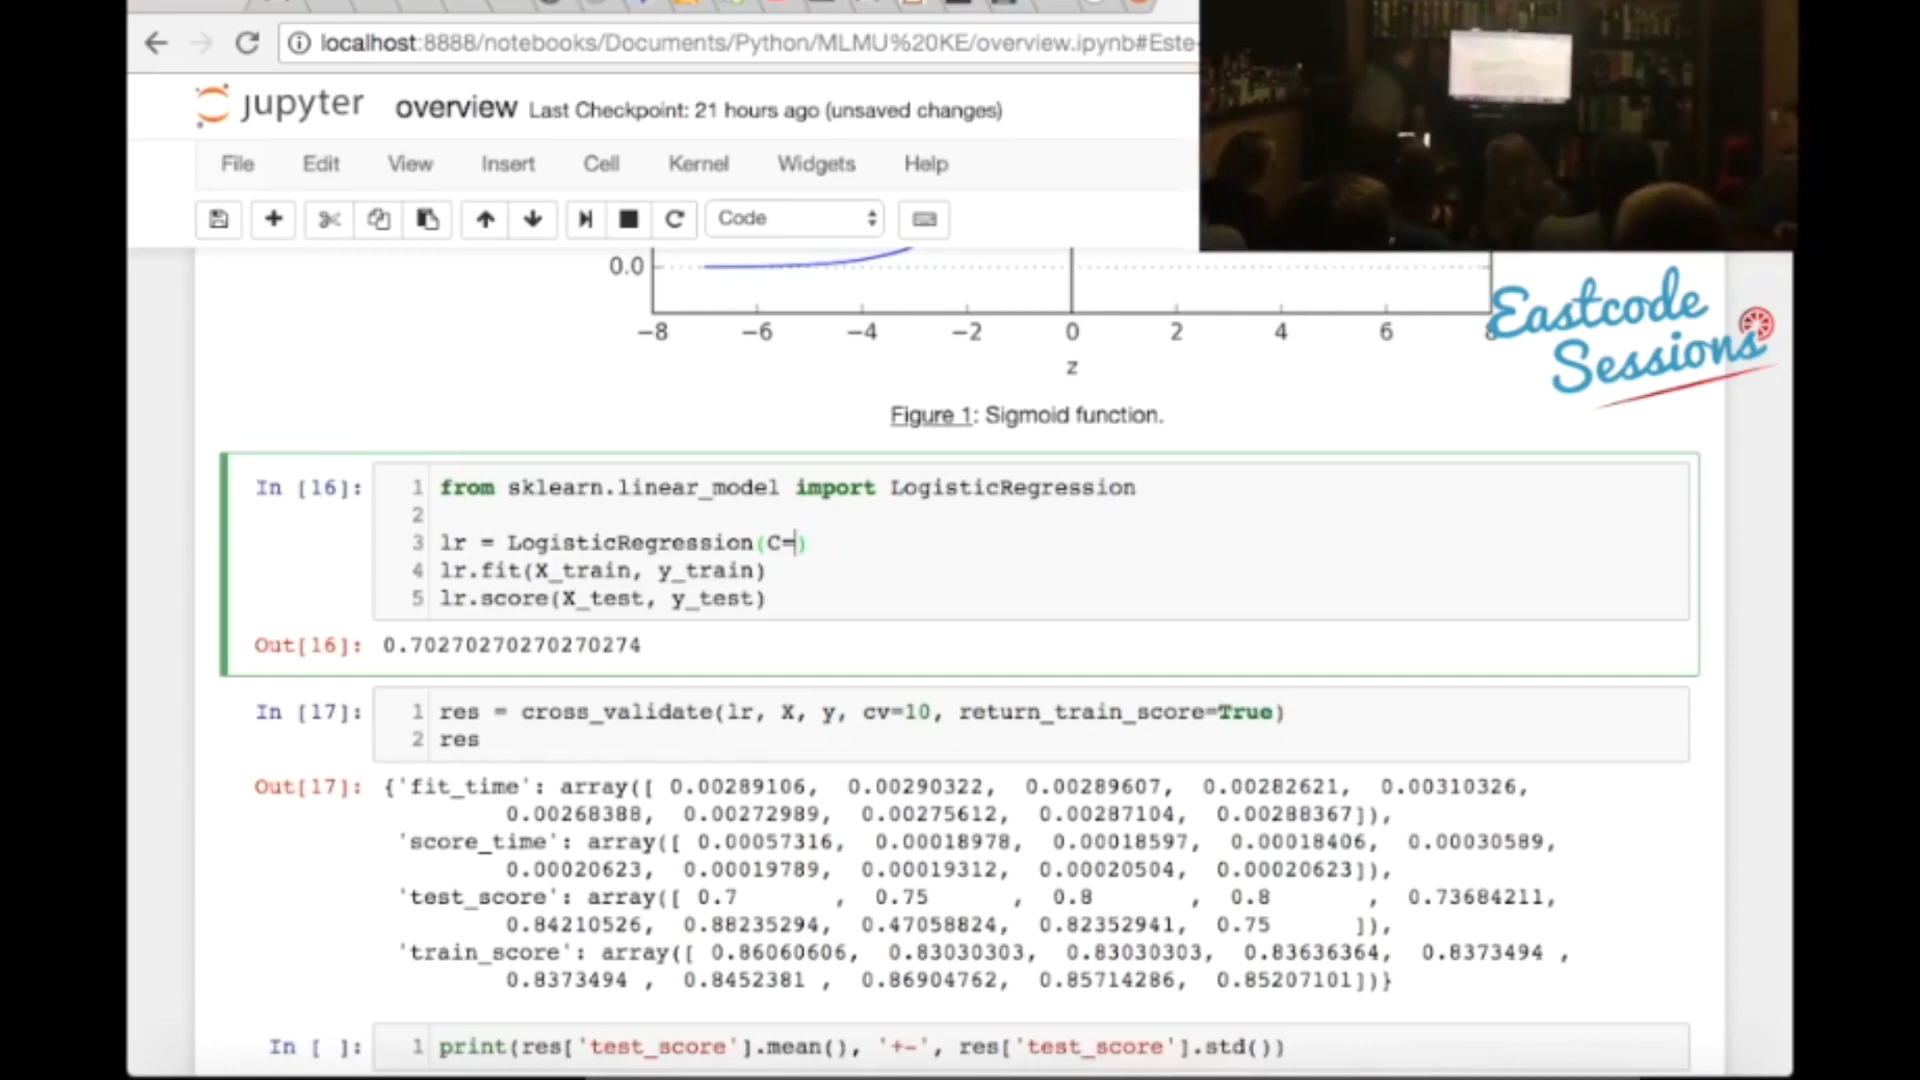 localhost:8888/notebooks/Documents/Python/MLMU%20KE/overview.ipynb#Este-
jupyter overview Last Checkpoint: 21 hours ago (unsaved changes)
File Edit View Insert Cell Kernel Widgets Help
Code
0.0
−8 −6 −4 −2 0 2 4 6 8
z
Eastcode
Sessions
Figure 1: Sigmoid function.
In [16]: 1 from sklearn.linear_model import LogisticRegression
2
3 lr = LogisticRegression(C=)
4 lr.fit(X_train, y_train)
5 lr.score(X_test, y_test)
Out[16]: 0.70270270270270274
In [17]: 1 res = cross_validate(lr, X, y, cv=10, return_train_score=True)
2 res
Out[17]: {'fit_time': array([ 0.00289106, 0.00290322, 0.00289607, 0.00282621, 0.00310326,
0.00268388, 0.00272989, 0.00275612, 0.00287104, 0.00288367]),
'score_time': array([ 0.00057316, 0.00018978, 0.00018597, 0.00018406, 0.00030589,
0.00020623, 0.00019789, 0.00019312, 0.00020504, 0.00020623]),
'test_score': array([ 0.7 , 0.75 , 0.8 , 0.8 , 0.73684211,
0.84210526, 0.88235294, 0.47058824, 0.82352941, 0.75 ]),
'train_score': array([ 0.86060606, 0.83030303, 0.83030303, 0.83636364, 0.8373494 ,
0.8373494 , 0.8452381 , 0.86904762, 0.85714286, 0.85207101])}
In [ ]: 1 print(res['test_score'].mean(), '+-', res['test_score'].std())